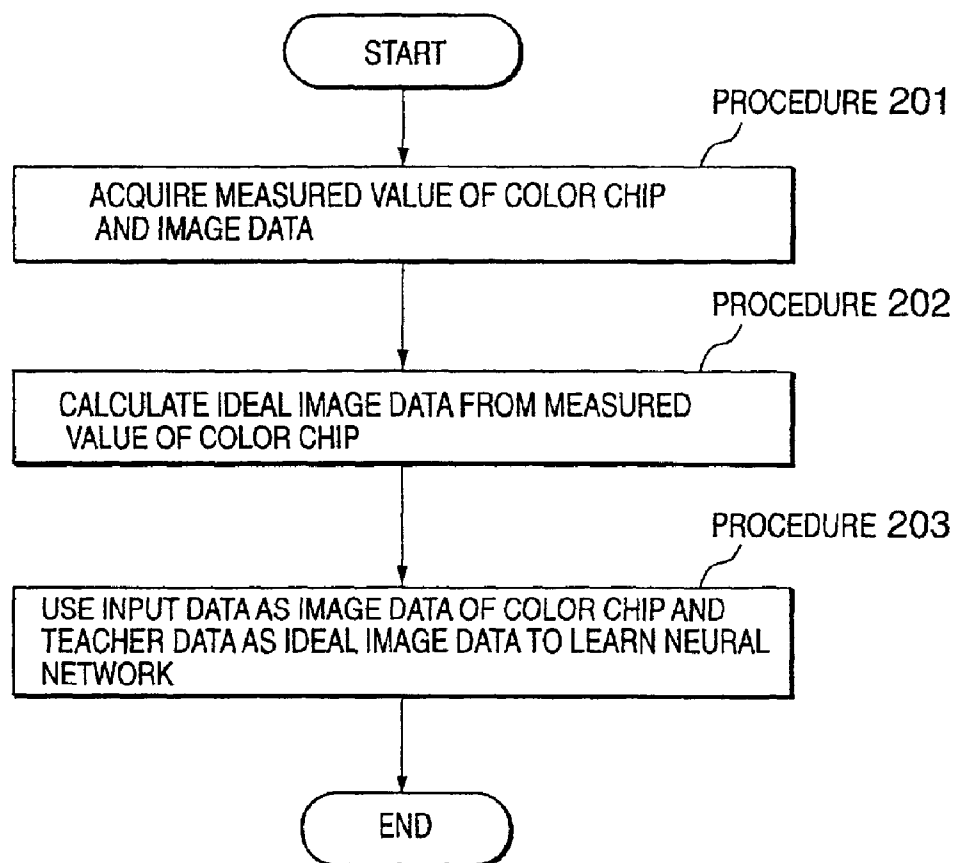 START
PROCEDURE 201
ACQUIRE MEASURED VALUE OF COLOR CHIP
AND IMAGE DATA
PROCEDURE 202
CALCULATE IDEAL IMAGE DATA FROM MEASURED
VALUE OF COLOR CHIP
PROCEDURE 203
USE INPUT DATA AS IMAGE DATA OF COLOR CHIP AND
TEACHER DATA AS IDEAL IMAGE DATA TO LEARN NEURAL
NETWORK
END